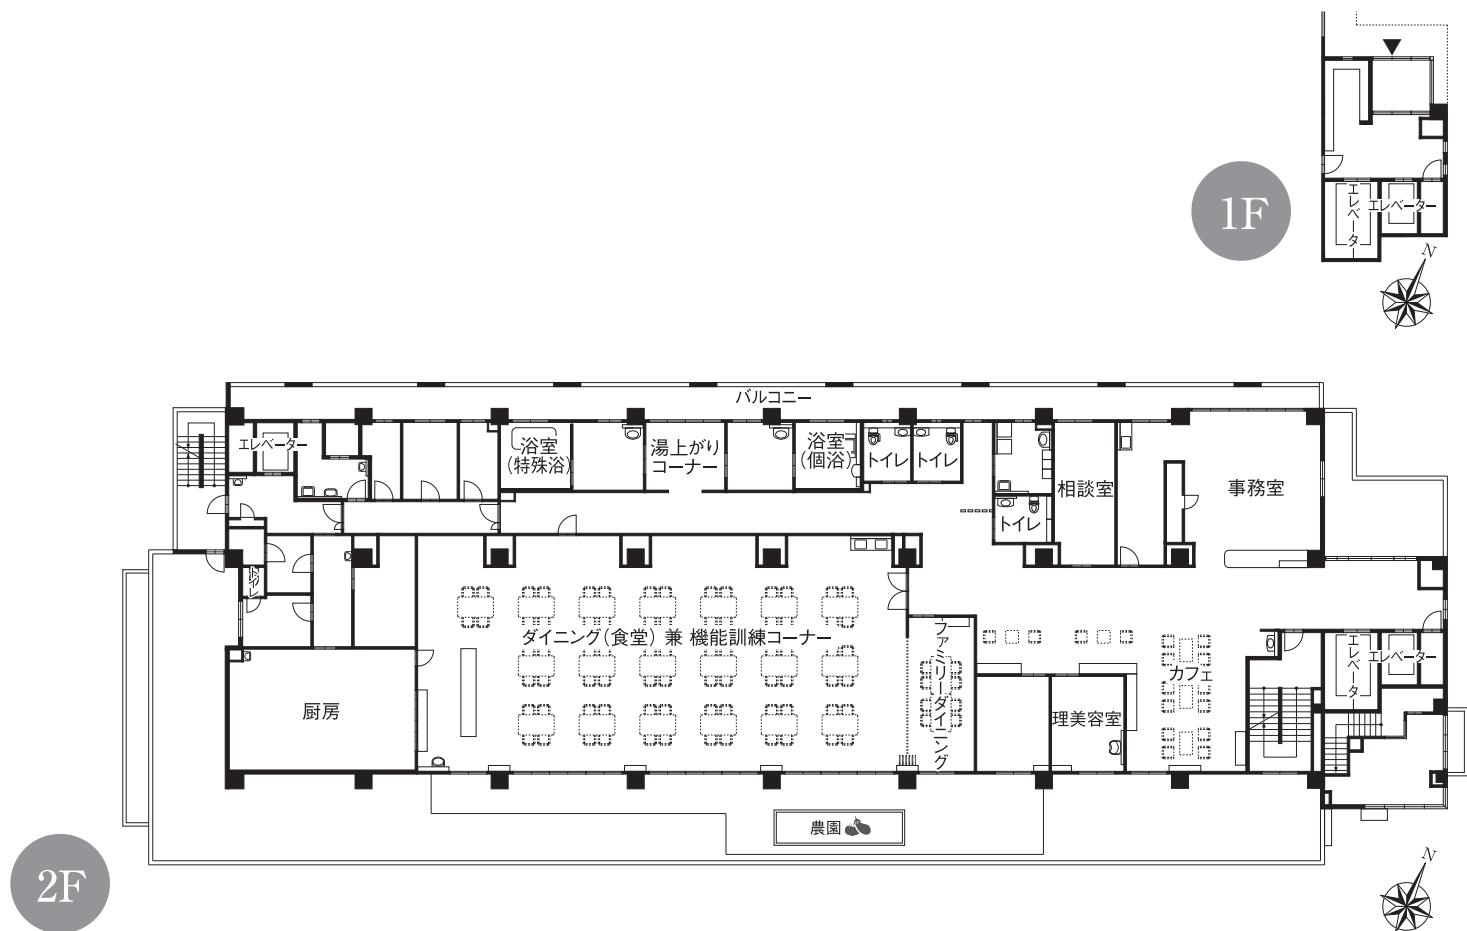 1F
エレベーター
エレベーター
N
バルコニー
エレベーター
浴室
(特殊浴)
湯上がり
コーナー
浴室
(個浴)
トイレ
トイレ
トイレ
相談室
事務室
トイレ
ダイニング(食堂) 兼 機能訓練コーナー
ファミリーダイニング
カフェ
エレベーター
エレベーター
厨房
理美容室
農園
2F
N